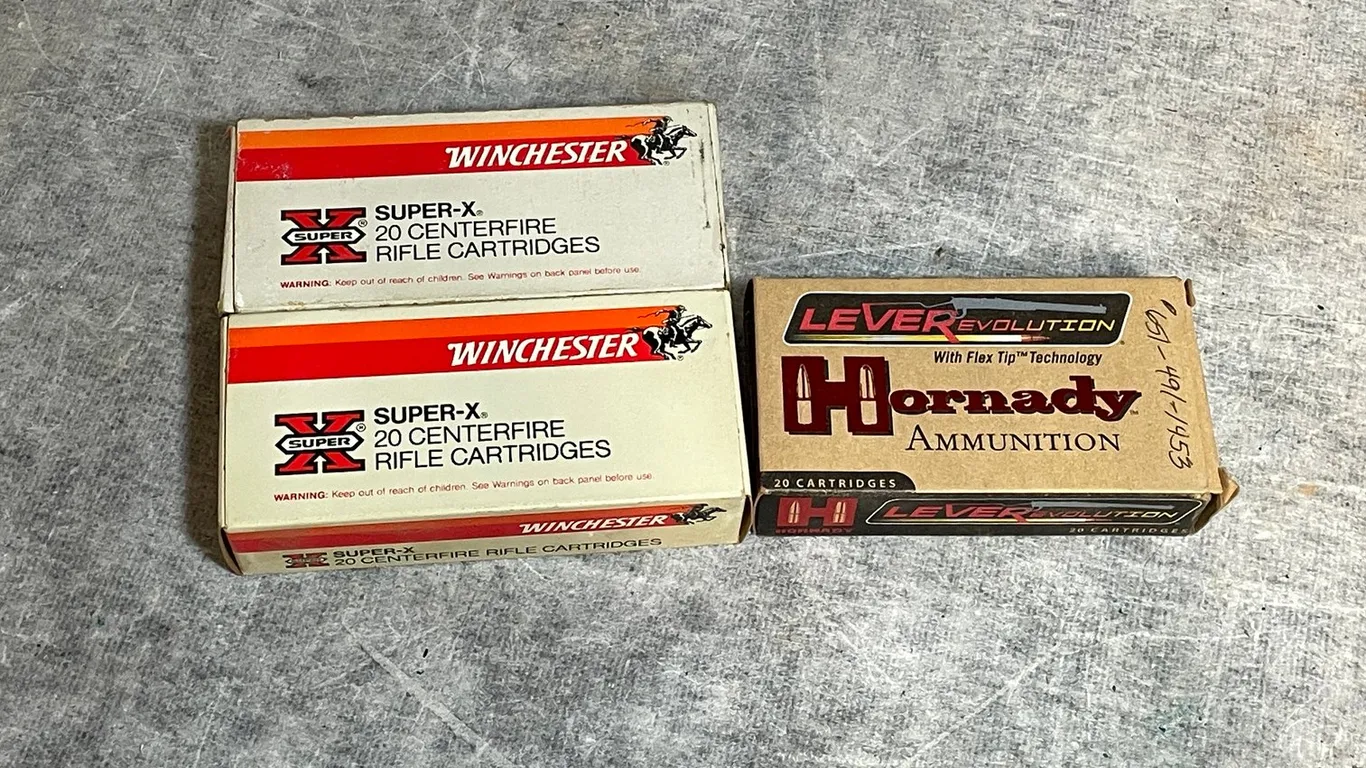 WINCHESTER
®
SUPER
X®
SUPER-X®
20 CENTERFIRE
RIFLE CARTRIDGES
WARNING: Keep out of reach of children. See Warnings on back panel before use.
WINCHESTER
®
SUPER
X®
SUPER-X®
20 CENTERFIRE
RIFLE CARTRIDGES
WARNING: Keep out of reach of children. See Warnings on back panel before use.
WINCHESTER
X
SUPER-X
20 CENTERFIRE RIFLE CARTRIDGES
LEVERevolution
With Flex Tip™ Technology
Hornady
AMMUNITION
651-491-1453
20 CARTRIDGES
H
HORNADY
LEVERevolution
20 CARTRIDGES